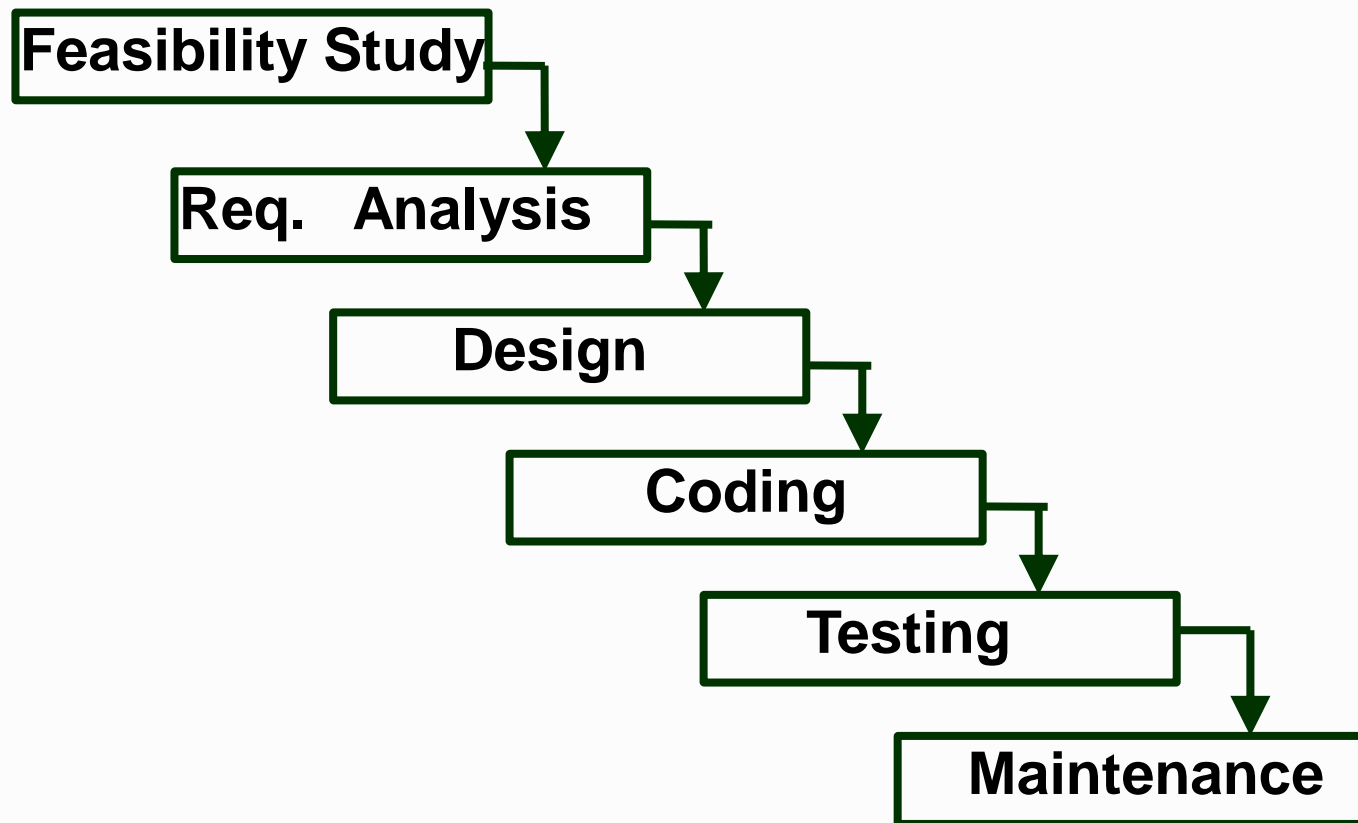 Feasibility Study
Req. Analysis
Design
Coding
Testing
Maintenance